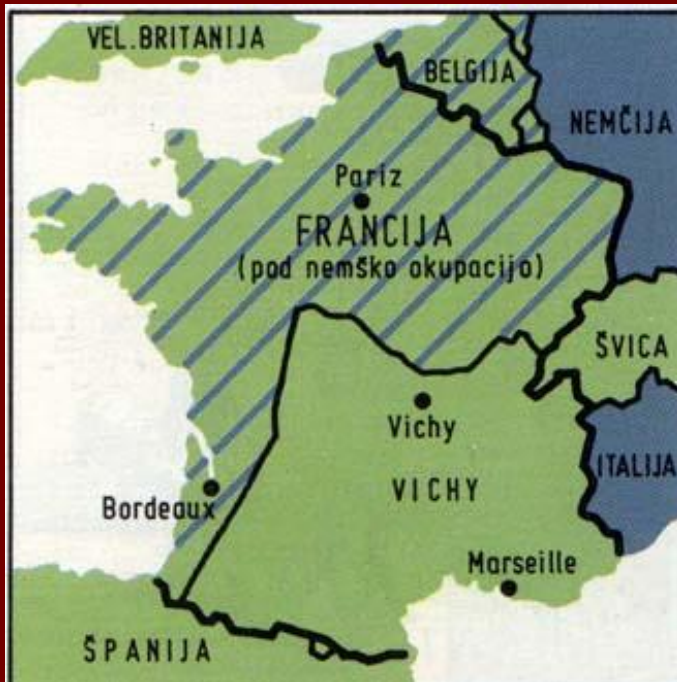 VEL. BRITANIJA
BELGIJA
NEMČIJA
Pariz
FRANCIJA
(pod nemško okupacijo)
ŠVICA
Vichy
ITALIJA
VICHY
Bordeaux
Marseille
ŠPANIJA